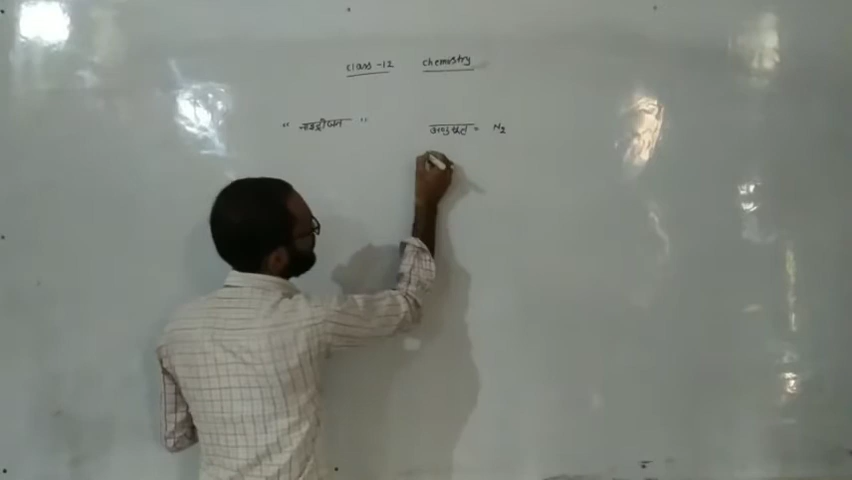 Class -12 Chemistry
" नाइट्रोजन " अणुसूत्र = N2